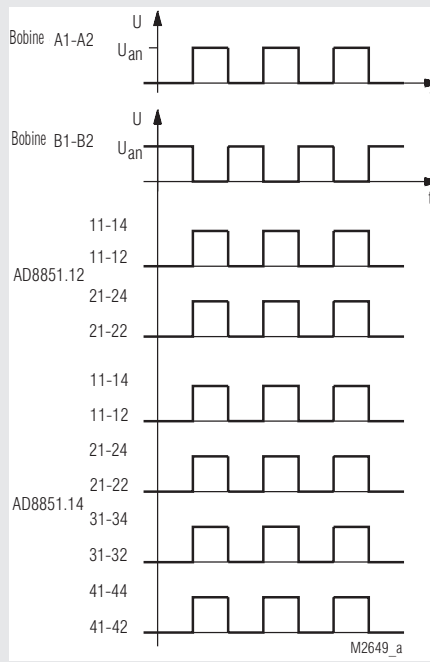 U
Bobine A1-A2
Uan
U
Bobine B1-B2
Uan
t
11-14
11-12
AD8851.12
21-24
21-22
11-14
11-12
21-24
21-22
AD8851.14
31-34
31-32
41-44
41-42
M2649_a